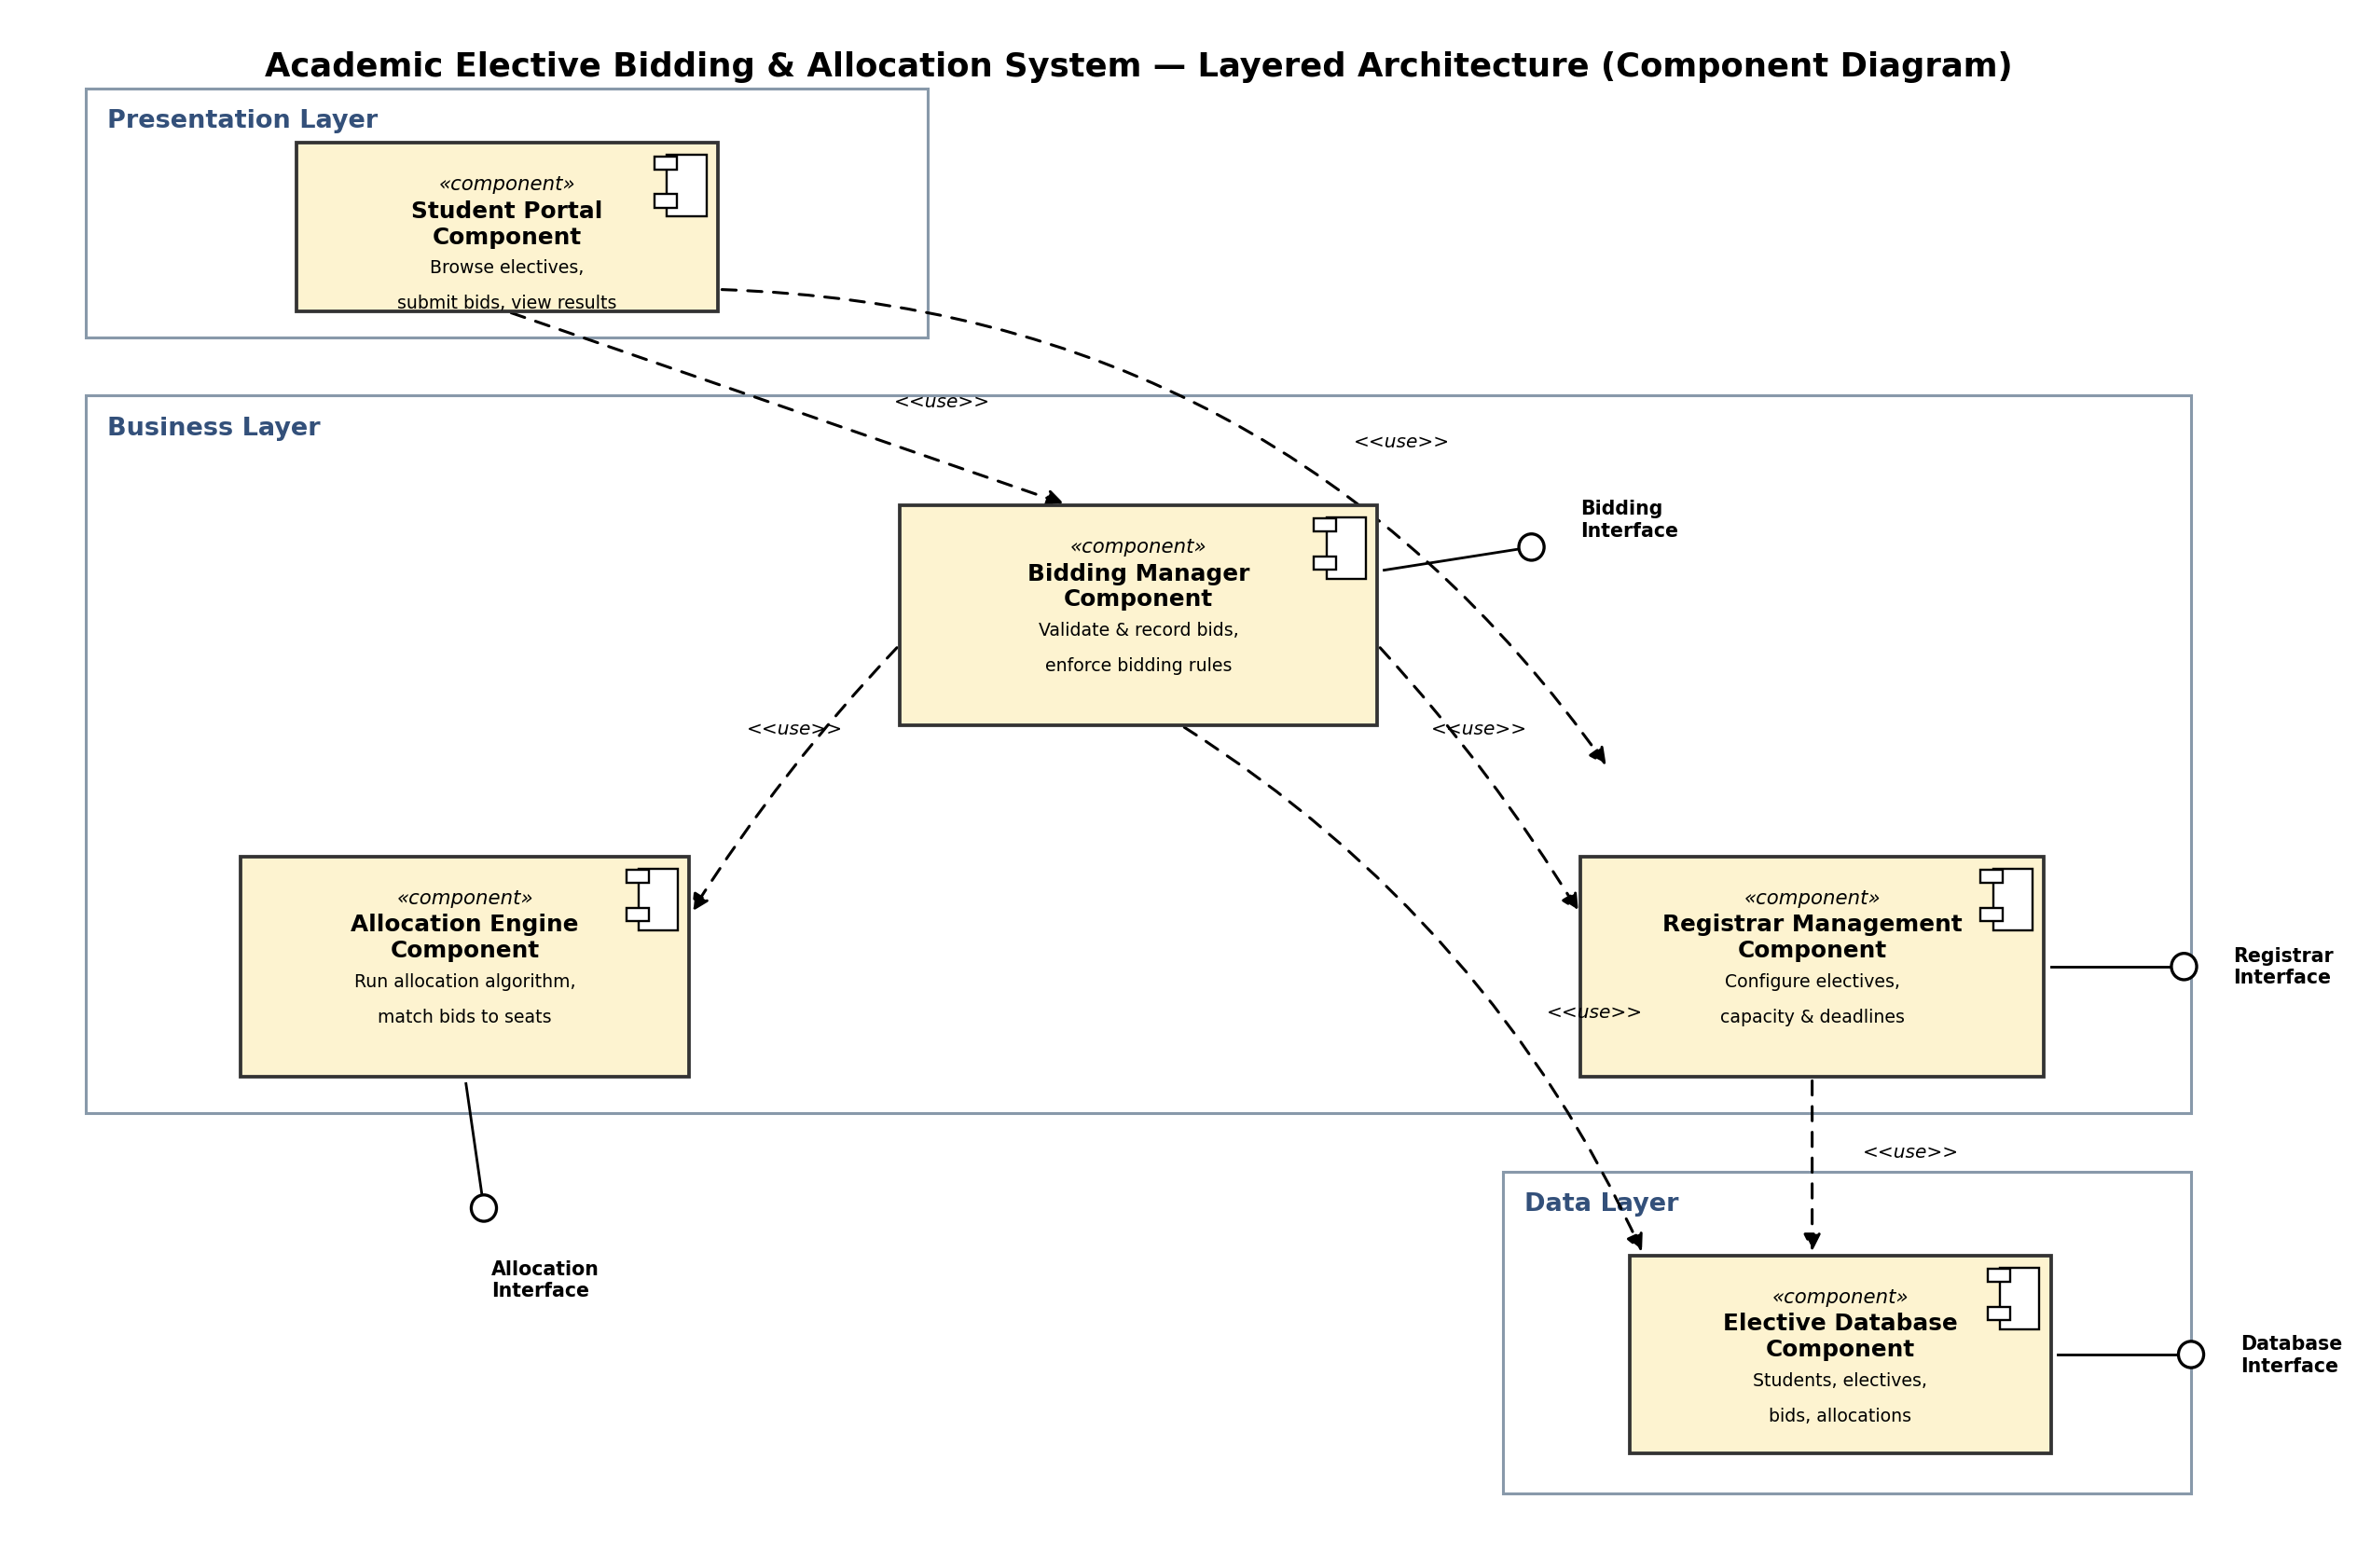 Academic Elective Bidding & Allocation System — Layered Architecture (Component Diagram)
Presentation Layer
«component»
Student Portal
Component
Browse electives,
submit bids, view results
<<use>>
Business Layer
<<use>>
Bidding
Interface
«component»
Bidding Manager
Component
Validate & record bids,
enforce bidding rules
<<use>>
<<use>>
«component»
Allocation Engine
Component
Run allocation algorithm,
match bids to seats
«component»
Registrar Management
Component
Configure electives,
capacity & deadlines
Registrar
Interface
<<use>>
<<use>>
Data Layer
Allocation
Interface
«component»
Elective Database
Component
Students, electives,
bids, allocations
Database
Interface